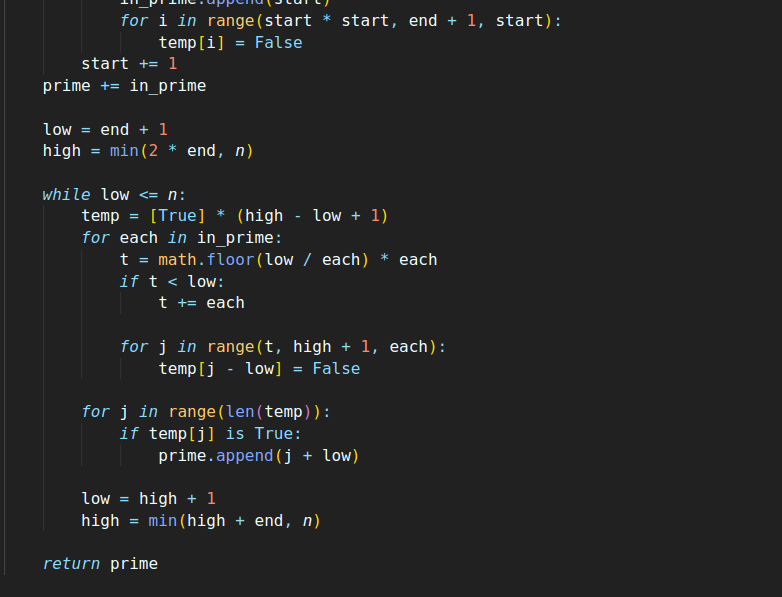 in_prime.append(start)
for i in range(start * start, end + 1, start):
temp[i] = False
start += 1
prime += in_prime
low = end + 1
high = min(2 * end, n)
while low <= n:
temp = [True] * (high - low + 1)
for each in in_prime:
t = math.floor(low / each) * each
if t < low:
t += each
for j in range(t, high + 1, each):
temp[j - low] = False
for j in range(len(temp)):
if temp[j] is True:
prime.append(j + low)
low = high + 1
high = min(high + end, n)
return prime